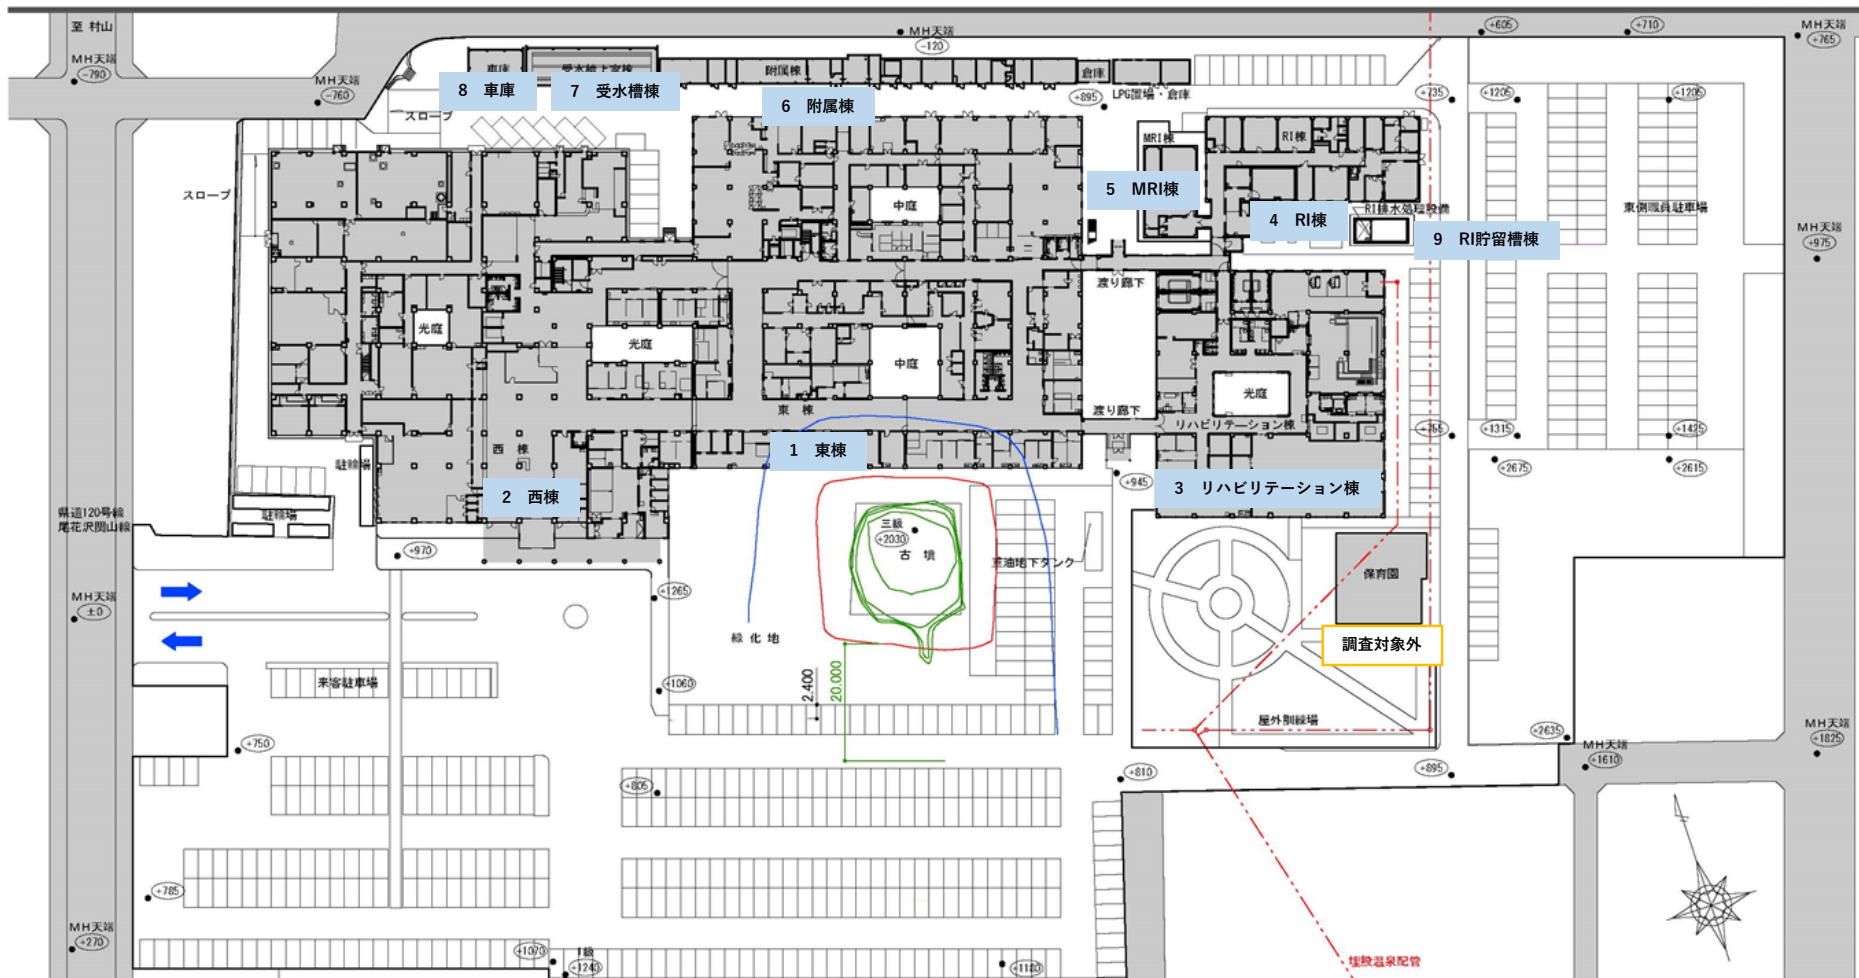 至 村山
MH天端
-790
MH天端
-760
MH天端
-120
+605
+710
MH天端
+765
車庫
受水槽上家棟
附属棟
倉庫
LPG置場・倉庫
+895
8 車庫
7 受水槽棟
6 附属棟
スロープ
スロープ
MRI棟
RI棟
+735
+1205
+1205
5 MRI棟
4 RI棟
RI排水処理設備
9 RI貯留槽棟
東側職員駐車場
MH天端
+975
中庭
渡り廊下
光庭
光庭
中庭
光庭
東 棟
渡り廊下
リハビリテーション棟
+755
+1315
+1425
西 棟
1 東棟
駐輪場
+2675
+2615
2 西棟
+945
3 リハビリテーション棟
県道120号線
尾花沢関山線
駐輪場
三級
+2030
古 墳
+970
重油地下タンク
保育園
MH天端
±0
+1265
緑 化 地
調査対象外
来客駐車場
+1060
2,400
20,000
屋外訓練場
+750
+2635
MH天端
+1610
MH天端
+1825
+805
+810
+895
+785
MH天端
+270
+1070
1級
+1240
+1180
埋設温泉配管